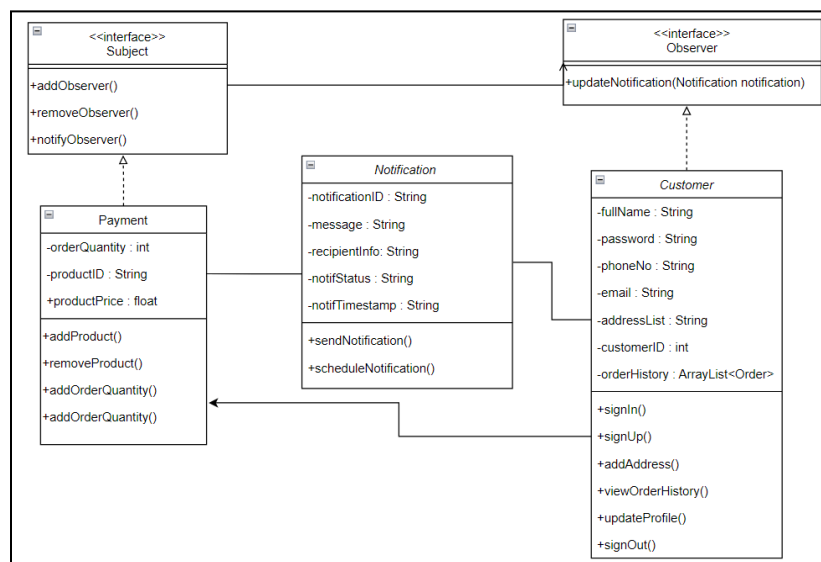 <<interface>>
Subject
+addObserver()
+removeObserver()
+notifyObserver()
<<interface>>
Observer
+updateNotification(Notification notification)
Notification
-notificationID : String
-message : String
-recipientInfo: String
-notifStatus : String
-notifTimestamp : String
+sendNotification()
+scheduleNotification()
Payment
-orderQuantity : int
-productID : String
+productPrice : float
+addProduct()
+removeProduct()
+addOrderQuantity()
+addOrderQuantity()
Customer
-fullName : String
-password : String
-phoneNo : String
-email : String
-addressList : String
-customerID : int
-orderHistory : ArrayList<Order>
+signIn()
+signUp()
+addAddress()
+viewOrderHistory()
+updateProfile()
+signOut()